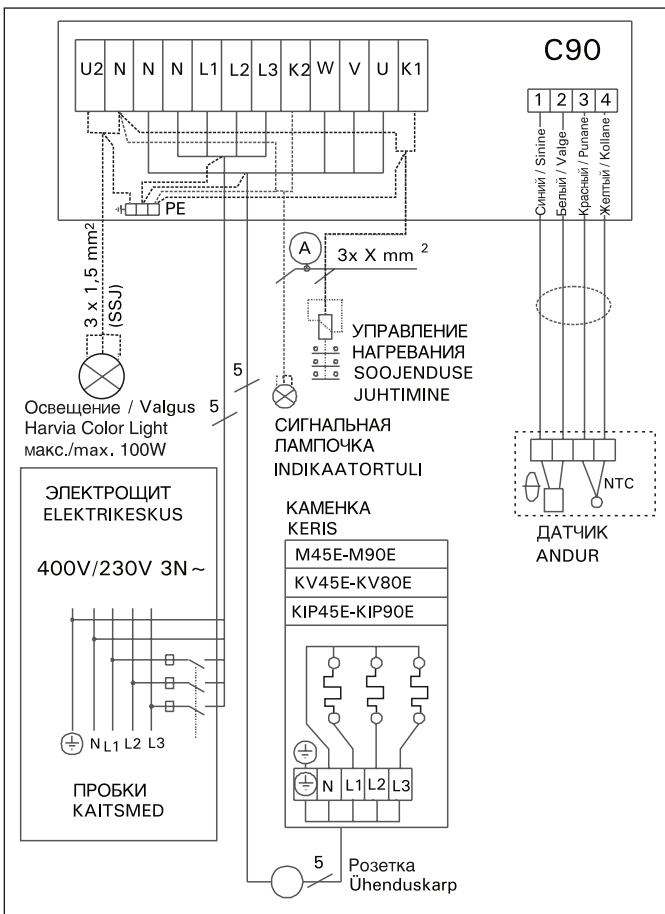 C90
U2 N N N L1 L2 L3 K2 W V U K1
1 2 3 4
Синий / Sinine
Белый / Valge
Красный / Punane
Желтый / Kollane
PE
3 x 1,5 mm²
(SSJ)
A
3x X mm ²
УПРАВЛЕНИЕ
НАГРЕВАНИЯ
SOOJENDUSE
JUHTIMINE
5
5
Освещение / Valgus
Harvia Color Light
макс./max. 100W
СИГНАЛЬНАЯ
ЛАМПОЧКА
INDIKAATORTULI
NTC
ДАТЧИК
ANDUR
ЭЛЕКТРОЩИТ
ELEKTRIKESKUS
400V/230V 3N~
N L1 L2 L3
ПРОБКИ
KAITSMED
КАМЕНКА
KERIS
M45E-M90E
KV45E-KV80E
KIP45E-KIP90E
N L1 L2 L3
5
Розетка
Ühenduskarp